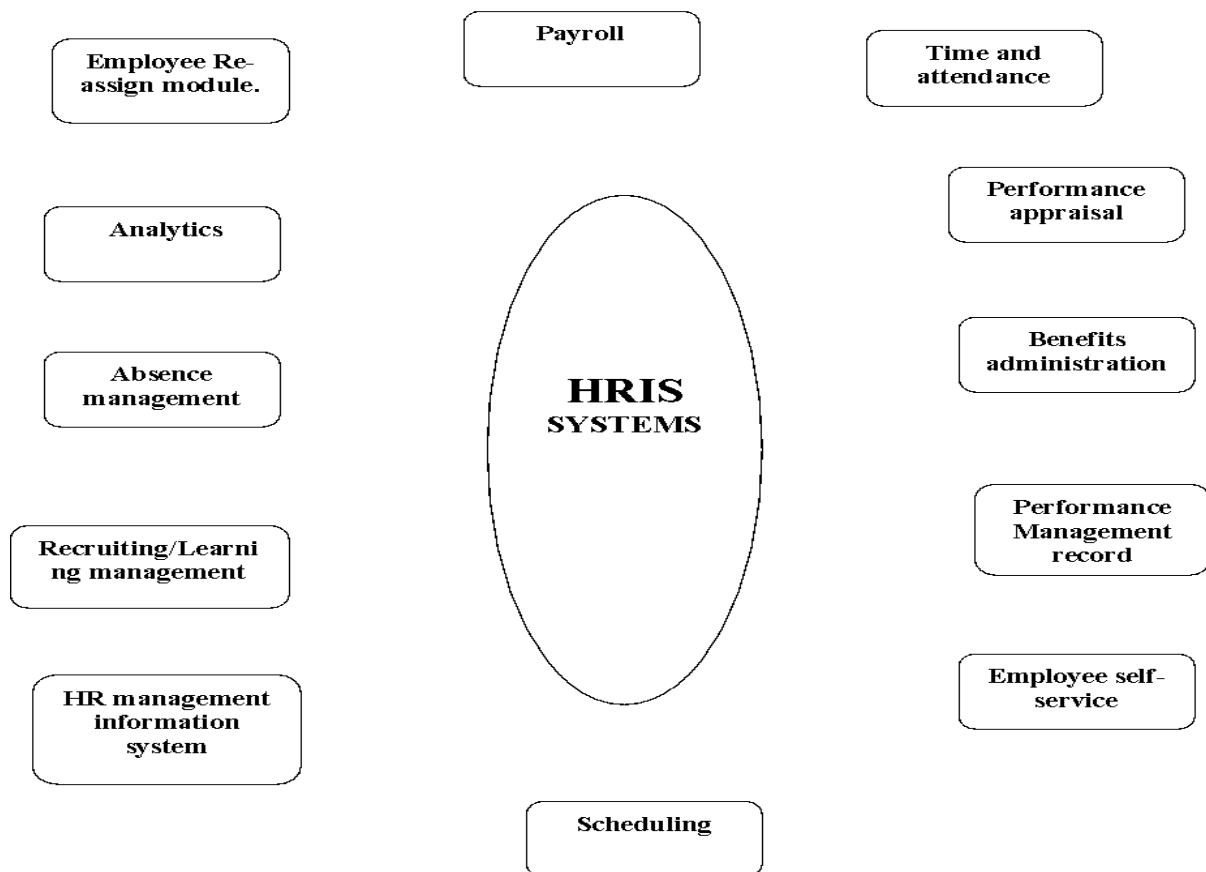 Payroll
Employee Re-
assign module.
Time and
attendance
Performance
appraisal
Analytics
Benefits
administration
Absence
management
HRIS
SYSTEMS
Performance
Management
record
Recruiting/Learni
ng management
Employee self-
service
HR management
information
system
Scheduling